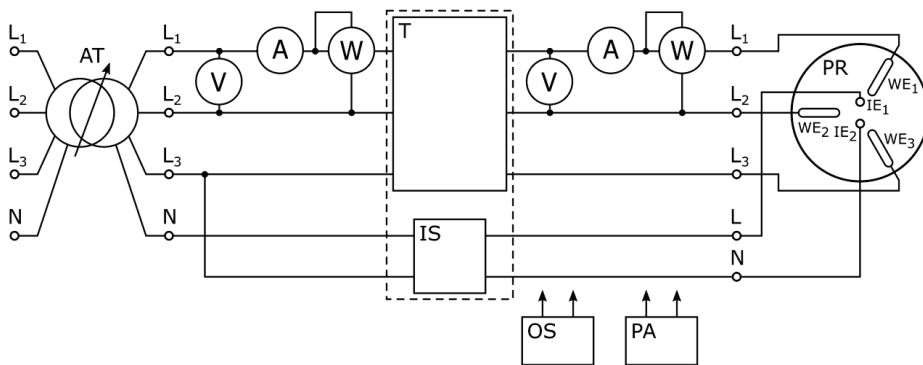 L₁ AT L₁ A W T A W L₁ PR
V V WE₁
IE₁
L₂ L₂ L₂ WE₂ IE₂ WE₃
L₃ L₃ L₃
N N IS L
N
OS PA